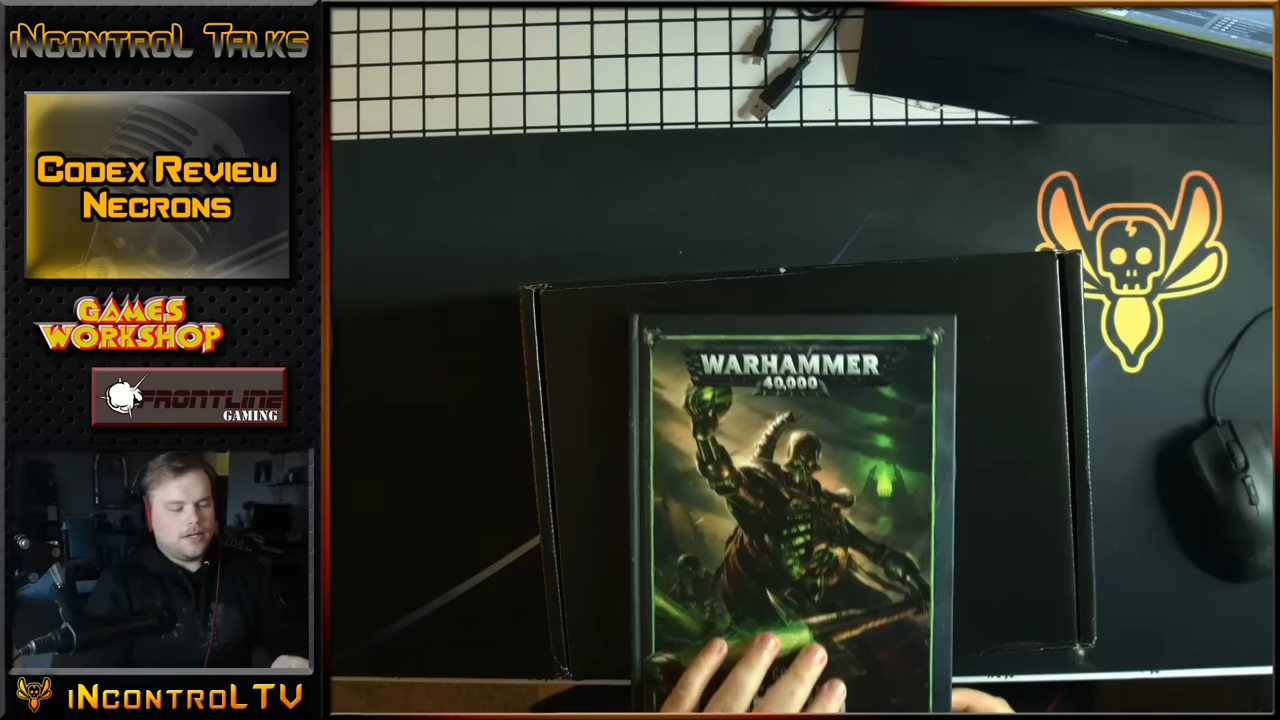 iNcontroL Talks
Codex Review
Necrons
GAMES
WORKSHOP
FRONTLINE
GAMING
iNcontroLTV
WARHAMMER
40,000